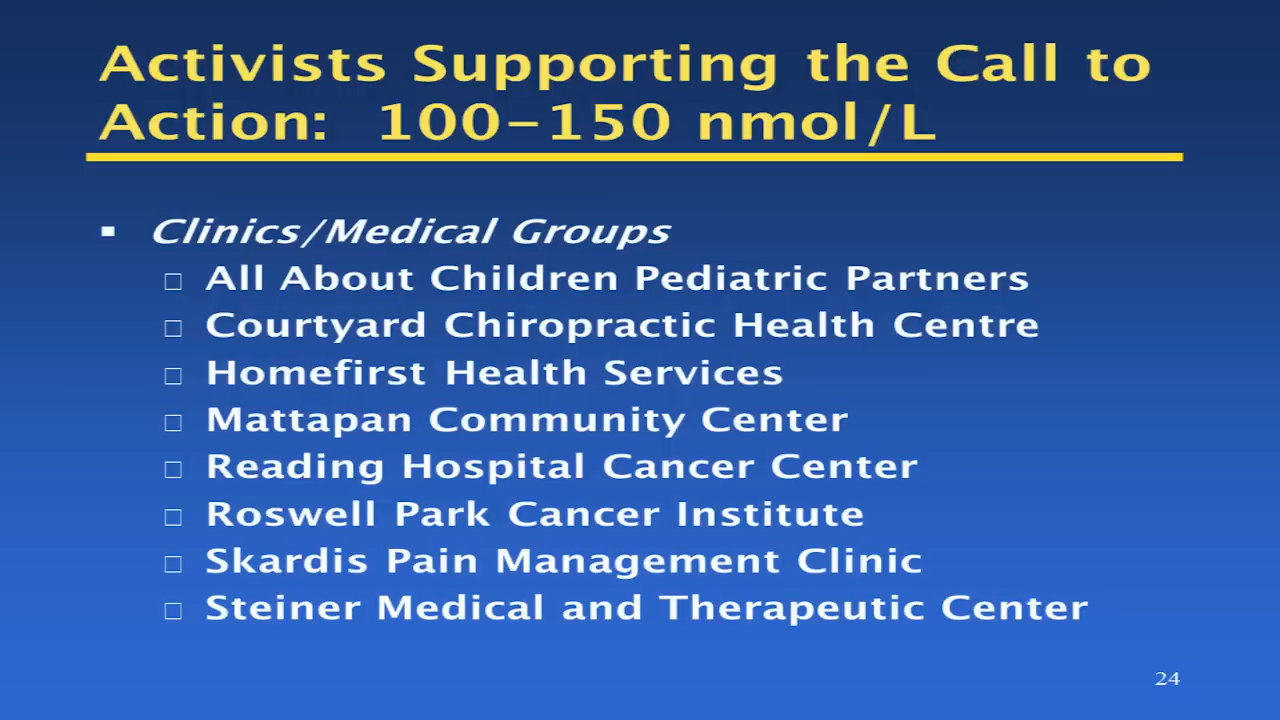 Activists Supporting the Call to
Action: 100–150 nmol/L
▪ Clinics/Medical Groups
□ All About Children Pediatric Partners
□ Courtyard Chiropractic Health Centre
□ Homefirst Health Services
□ Mattapan Community Center
□ Reading Hospital Cancer Center
□ Roswell Park Cancer Institute
□ Skardis Pain Management Clinic
□ Steiner Medical and Therapeutic Center
24